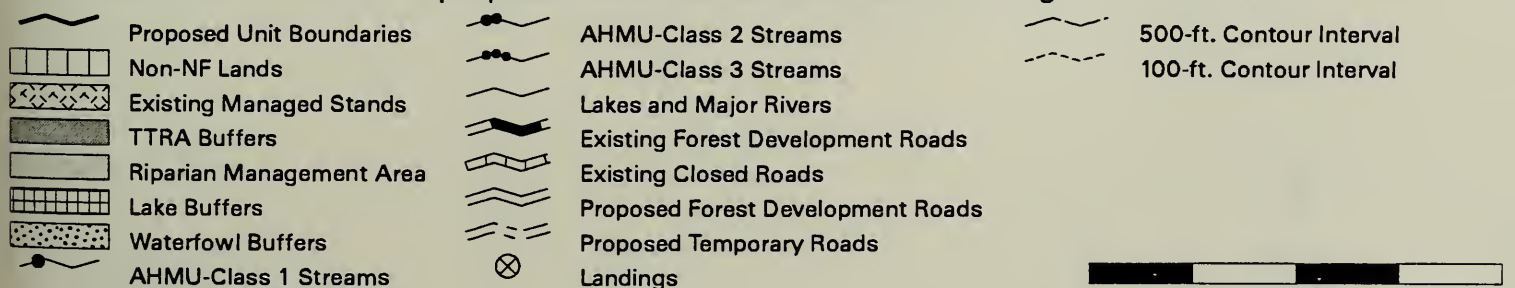 Proposed Unit Boundaries
Non-NF Lands
Existing Managed Stands
TTRA Buffers
Riparian Management Area
Lake Buffers
Waterfowl Buffers
AHMU-Class 1 Streams
AHMU-Class 2 Streams
AHMU-Class 3 Streams
Lakes and Major Rivers
Existing Forest Development Roads
Existing Closed Roads
Proposed Forest Development Roads
Proposed Temporary Roads
Landings
500-ft. Contour Interval
100-ft. Contour Interval